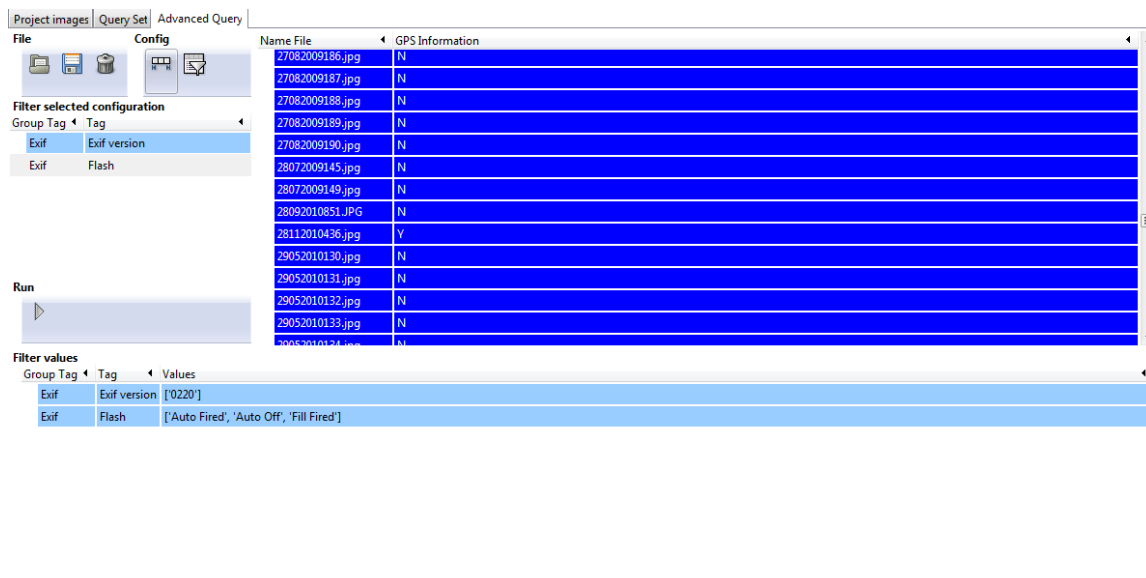 Project images Query Set Advanced Query
File Config
Filter selected configuration
Group Tag Tag
Exif Exif version
Exif Flash
Run
Name File GPS Information
27082009186.jpg N
27082009187.jpg N
27082009188.jpg N
27082009189.jpg N
27082009190.jpg N
28072009145.jpg N
28072009149.jpg N
28092010851.JPG N
28112010436.jpg Y
29052010130.jpg N
29052010131.jpg N
29052010132.jpg N
29052010133.jpg N
29052010134.jpg N
Filter values
Group Tag Tag Values
Exif Exif version ['0220']
Exif Flash ['Auto Fired', 'Auto Off', 'Fill Fired']